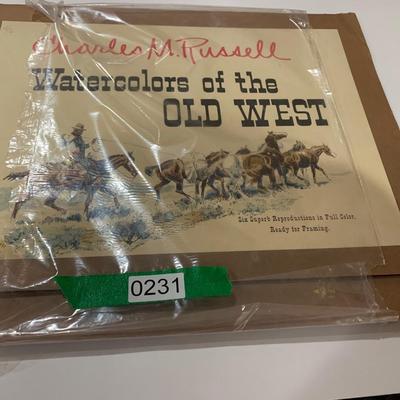 Charles M. Russell
Watercolors of the
OLD WEST
Six Superb Reproductions in Full Color,
Ready for Framing.
0231